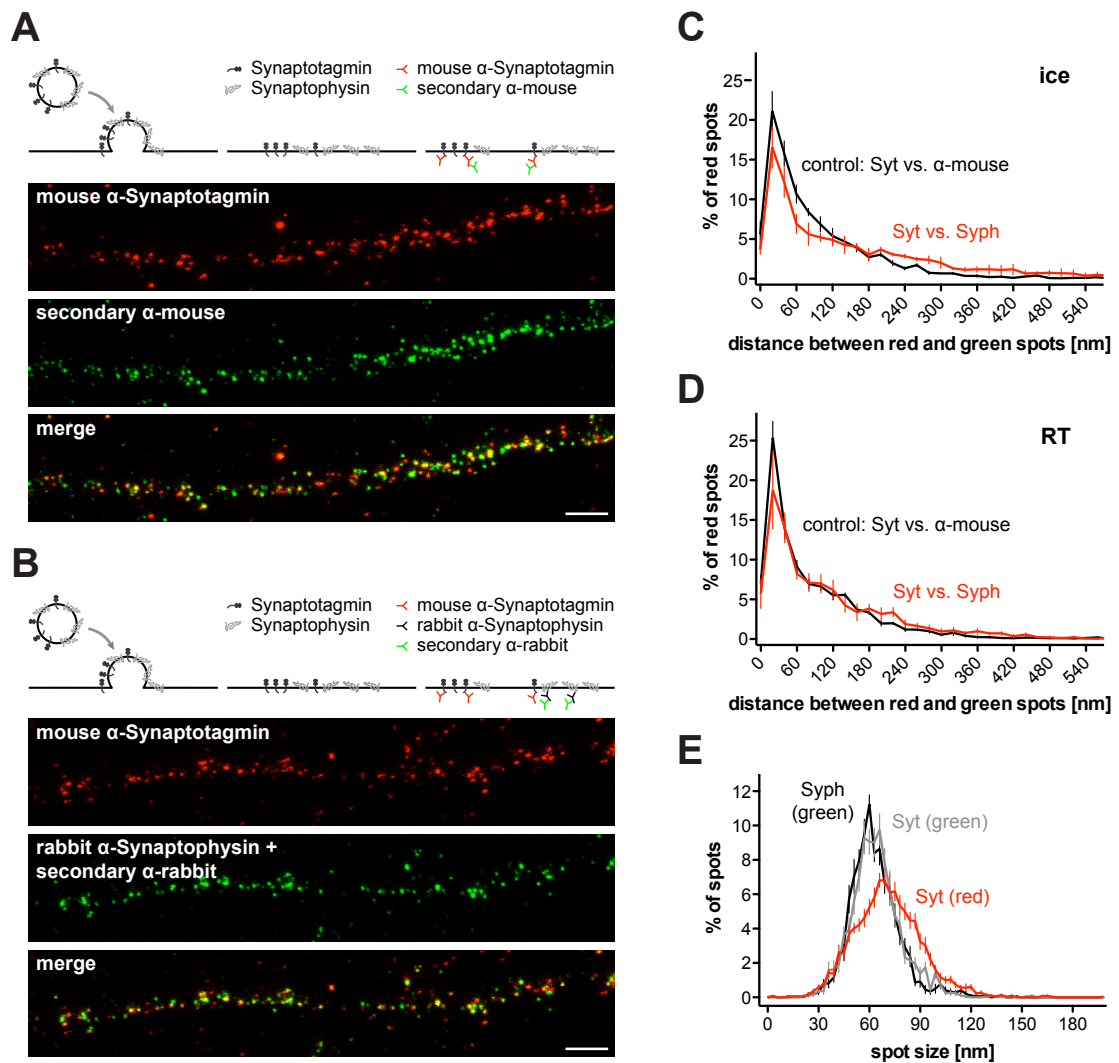 A
Synaptotagmin
Synaptophysin
mouse α-Synaptotagmin
secondary α-mouse
mouse α-Synaptotagmin
secondary α-mouse
merge
B
Synaptotagmin
Synaptophysin
mouse α-Synaptotagmin
rabbit α-Synaptophysin
secondary α-rabbit
mouse α-Synaptotagmin
rabbit α-Synaptophysin +
secondary α-rabbit
merge
C
ice
% of red spots
25
20
15
10
5
0
control: Syt vs. α-mouse
Syt vs. Syph
0 60 120 180 240 300 360 420 480 540
distance between red and green spots [nm]
D
RT
% of red spots
25
20
15
10
5
0
control: Syt vs. α-mouse
Syt vs. Syph
0 60 120 180 240 300 360 420 480 540
distance between red and green spots [nm]
E
% of spots
12
10
8
6
4
2
0
Syph
(green)
Syt (green)
Syt (red)
0 30 60 90 120 150 180
spot size [nm]